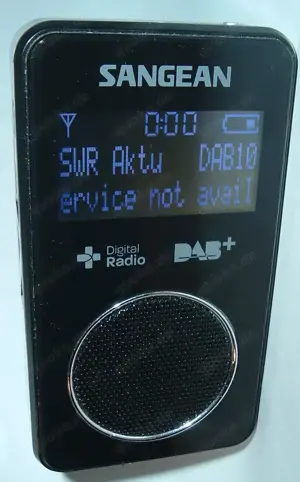 SANGEAN
0:00
SWR Aktu DAB10
ervice not avail
Digital
Radio
DAB+